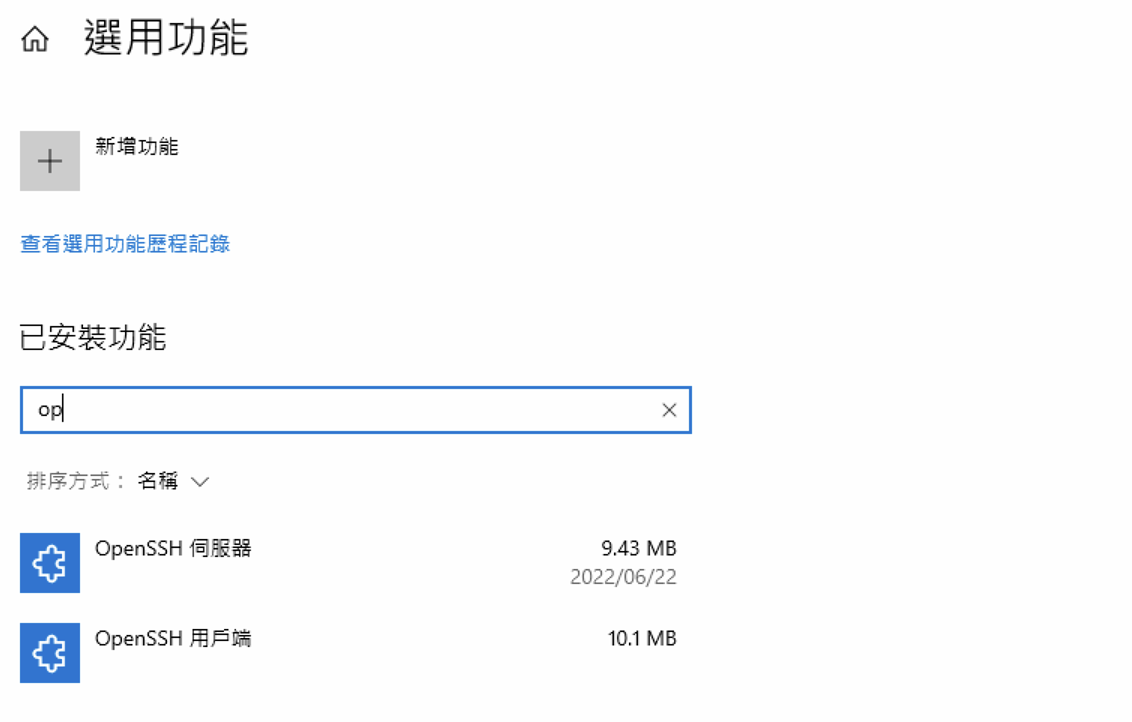 選用功能
新增功能
查看選用功能歷程記錄
已安裝功能
op
排序方式： 名稱
OpenSSH 伺服器 9.43 MB
2022/06/22
OpenSSH 用戶端 10.1 MB